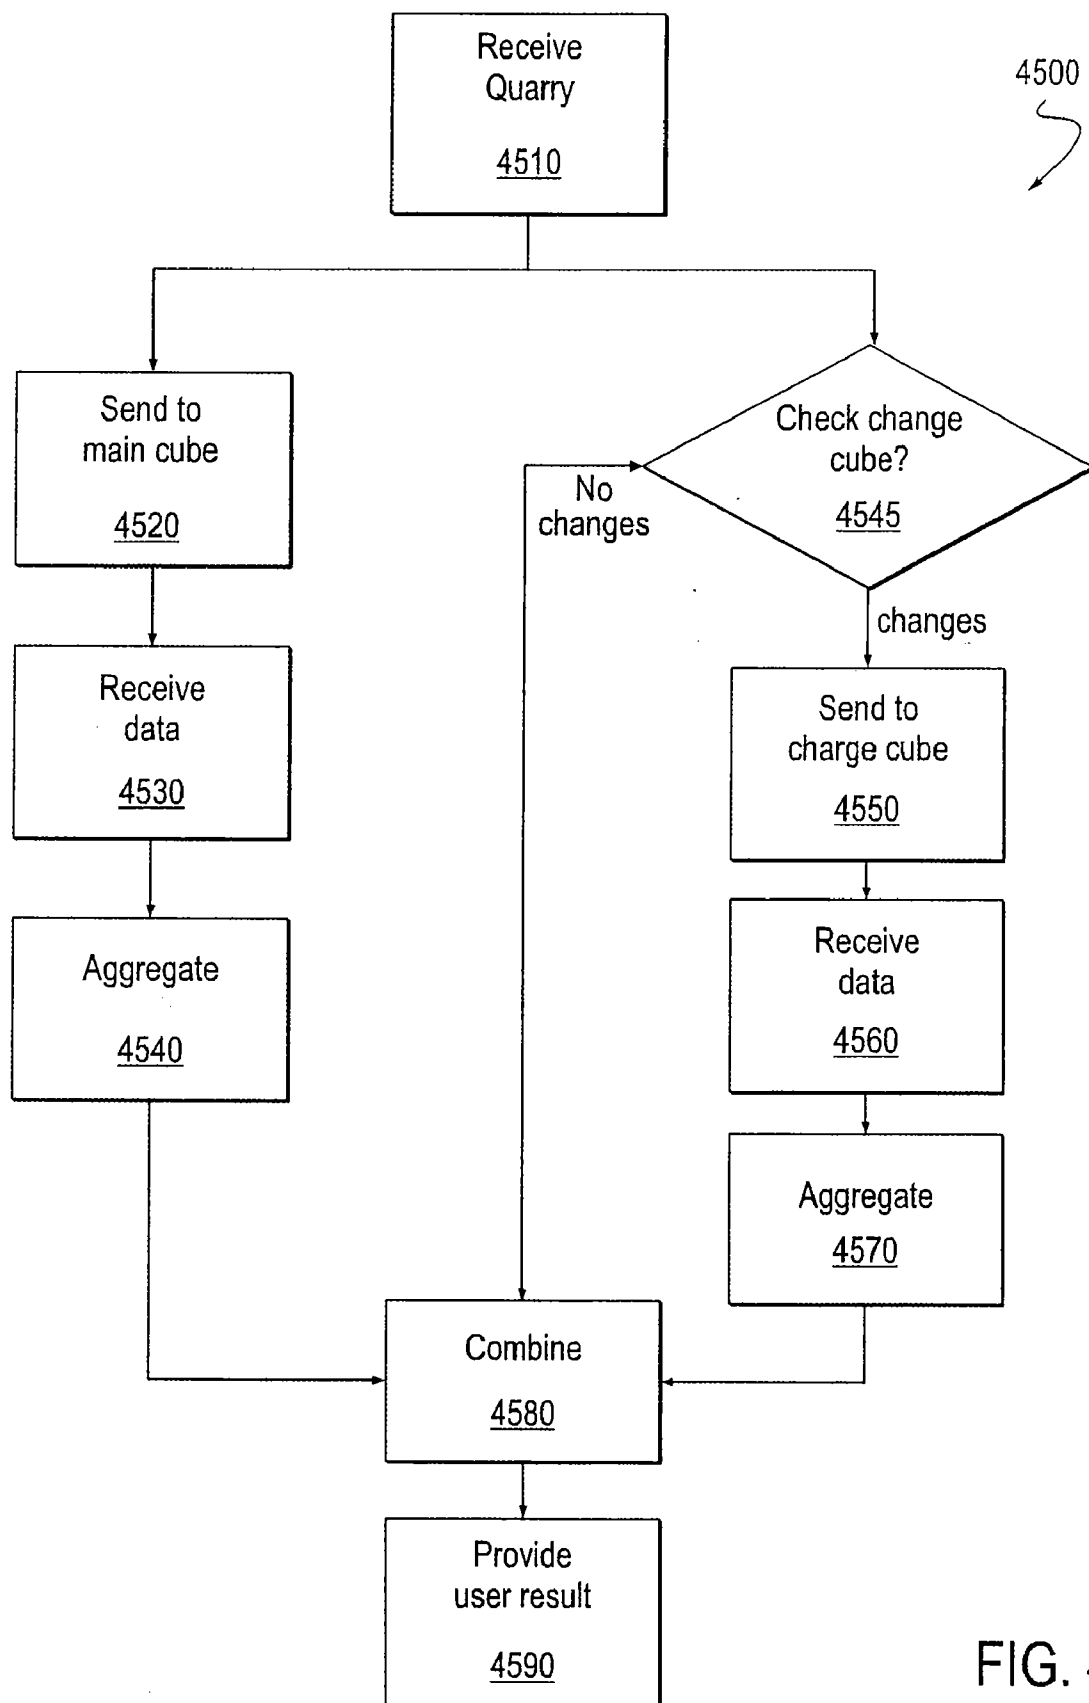 Receive
Quarry
4510
4500
Send to
main cube
4520
Check change
cube?
4545
No
changes
changes
Receive
data
4530
Send to
charge cube
4550
Aggregate
4540
Receive
data
4560
Aggregate
4570
Combine
4580
Provide
user result
4590
FIG.